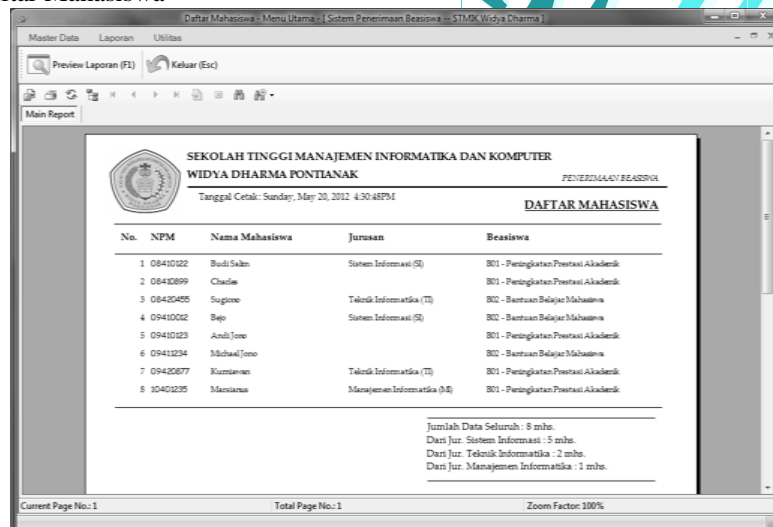 Daftar Mahasiswa - Menu Utama - [ Sistem Penerimaan Beasiswa -- STMIK Widya Dharma ]
Master Data Laporan Utilitas
Preview Laporan (F1) Keluar (Esc)
Main Report
SEKOLAH TINGGI MANAJEMEN INFORMATIKA DAN KOMPUTER
WIDYA DHARMA PONTIANAK
PENERIMAAN BEASISWA
Tanggal Cetak: Sunday, May 20, 2012 4:30:48PM
DAFTAR MAHASISWA
No. NPM Nama Mahasiswa Jurusan Beasiswa
1 08410122 Budi Salim Sistem Informasi (SI) B01 - Peningkatan Prestasi Akademik
2 08410899 Charles B01 - Peningkatan Prestasi Akademik
3 08420455 Sugiono Teknik Informatika (TI) B02 - Bantuan Belajar Mahasiswa
4 09410012 Bejo Sistem Informasi (SI) B02 - Bantuan Belajar Mahasiswa
5 09410123 Andi Jono B01 - Peningkatan Prestasi Akademik
6 09411234 Michael Jono B02 - Bantuan Belajar Mahasiswa
7 09420877 Kurniawan Teknik Informatika (TI) B01 - Peningkatan Prestasi Akademik
8 10401235 Marsianus Manajemen Informatika (MI) B01 - Peningkatan Prestasi Akademik
Jumlah Data Seluruh : 8 mhs.
Dari Jur. Sistem Informasi : 5 mhs.
Dari Jur. Teknik Informatika : 2 mhs.
Dari Jur. Manajemen Informatika : 1 mhs.
Current Page No.: 1 Total Page No.: 1 Zoom Factor: 100%